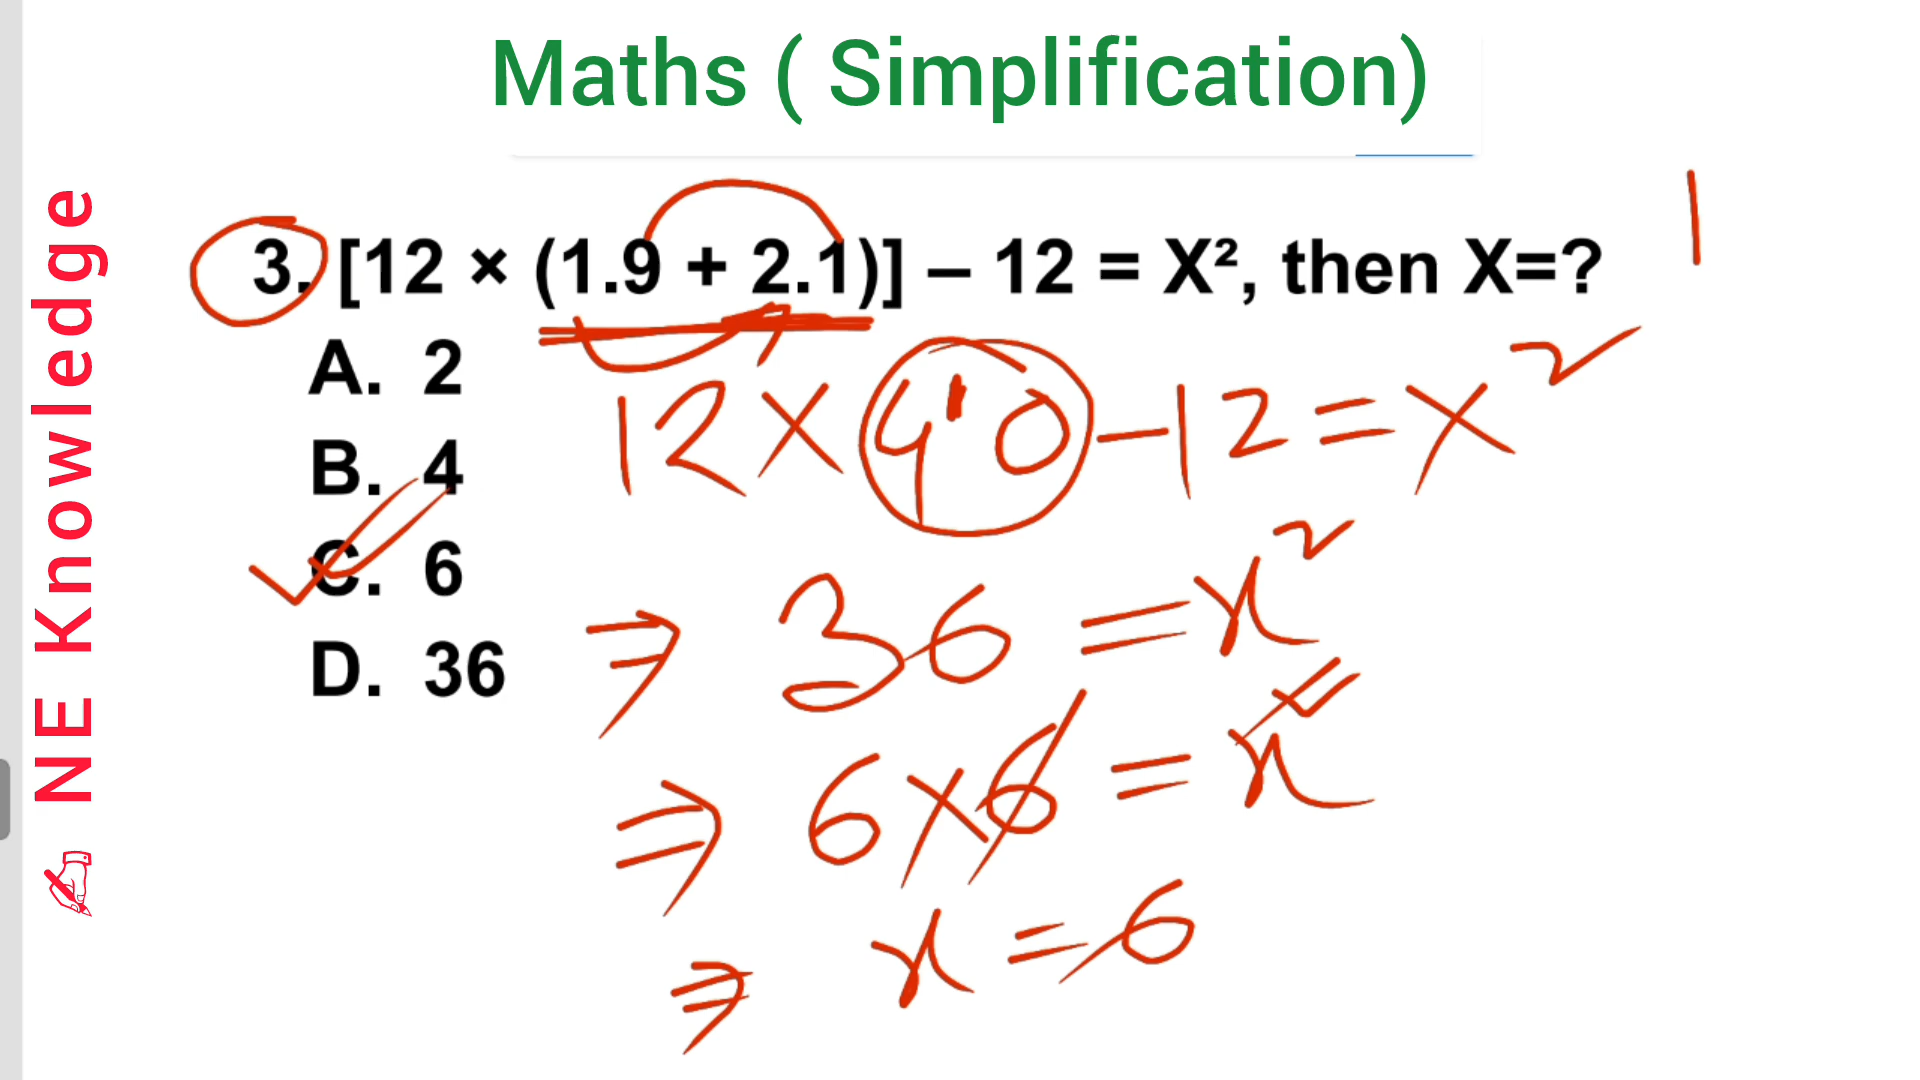 Maths ( Simplification)
NE Knowledge
3. [12 × (1.9 + 2.1)] – 12 = X², then X=?
A. 2
B. 4
C. 6
D. 36
12 × 4.0 - 12 = x²
⇒ 36 = x²
⇒ 6×6 = x²
⇒ x = 6